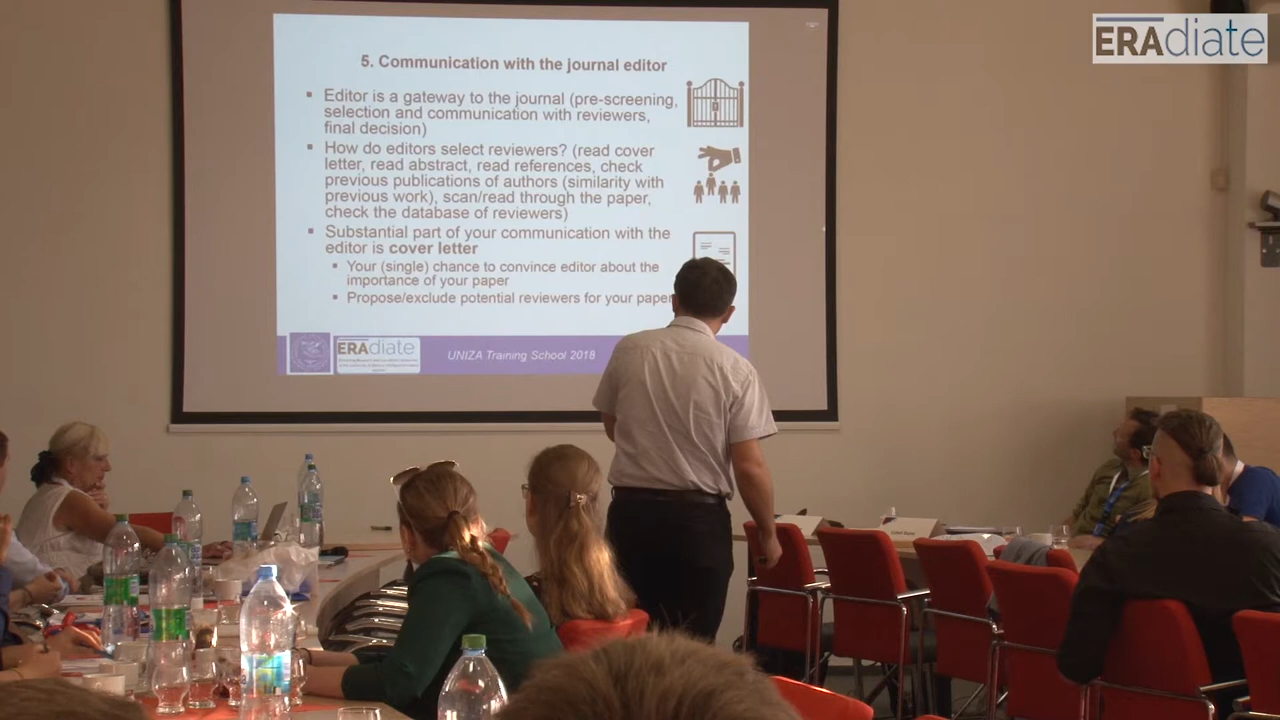 ERAdiate
5. Communication with the journal editor
▪ Editor is a gateway to the journal (pre-screening,
selection and communication with reviewers,
final decision)
▪ How do editors select reviewers? (read cover
letter, read abstract, read references, check
previous publications of authors (similarity with
previous work), scan/read through the paper,
check the database of reviewers)
▪ Substantial part of your communication with the
editor is cover letter
▪ Your (single) chance to convince editor about the
importance of your paper
▪ Propose/exclude potential reviewers for your paper
ERAdiate
UNIZA Training School 2018